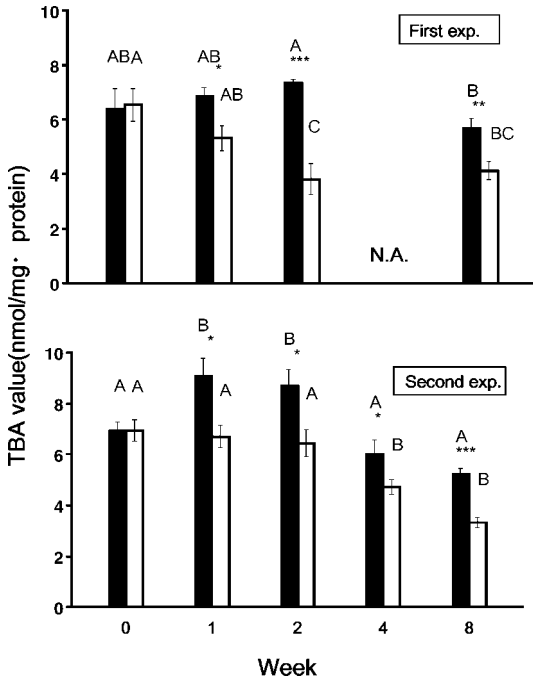 10
First exp.
8
ABA
AB
*
A
***
B
**
AB
C
BC
6
4
N.A.
2
0
TBA value(nmol/mg· protein)
B
*
B
*
10
Second exp.
A A
A
A
A
*
B
A
***
B
8
6
4
2
0
0 1 2 4 8
Week